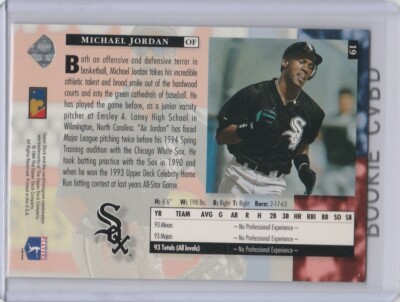 MICHAEL JORDAN OF
19
Both an offensive and defensive terror in
basketball, Michael Jordan takes his incredible
athletic talent and broad smile out of the hardwood
courts and into the green cathedrals of baseball. He
has played the game before, as a junior varsity
pitcher at Emsley A. Laney High School in
Wilmington, North Carolina. "Air Jordan" has faced
Major League pitching twice before his 1994 Spring
Training audition with the Chicago White Sox. He
took batting practice with the Sox in 1990 and
when he won the 1993 Upper Deck Celebrity Home
Run hitting contest at last years All-Star Game.
Sox
Sox
H: 6'6" W: 198 lbs. B: Right T: Right Born: 2-17-63
YR TEAM AVG G AB R H 2B 3B HR RBI BB SO SB
93 Minors — No Professional Experience —
93 Majors — No Professional Experience —
93 Totals (All levels) — No Professional Experience —
ROOKIE CARD